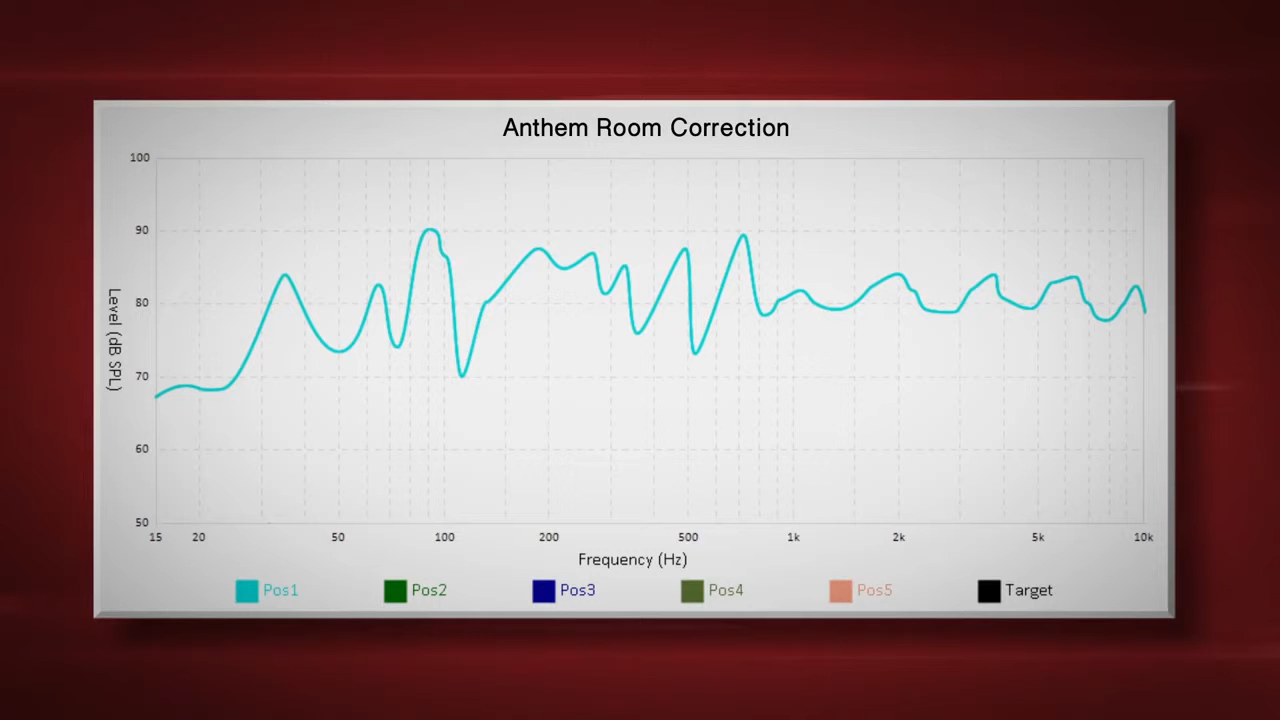 Anthem Room Correction
100
90
80
70
60
50
Level (dB SPL)
15 20 50 100 200 500 1k 2k 5k 10k
Frequency (Hz)
Pos1 Pos2 Pos3 Pos4 Pos5 Target